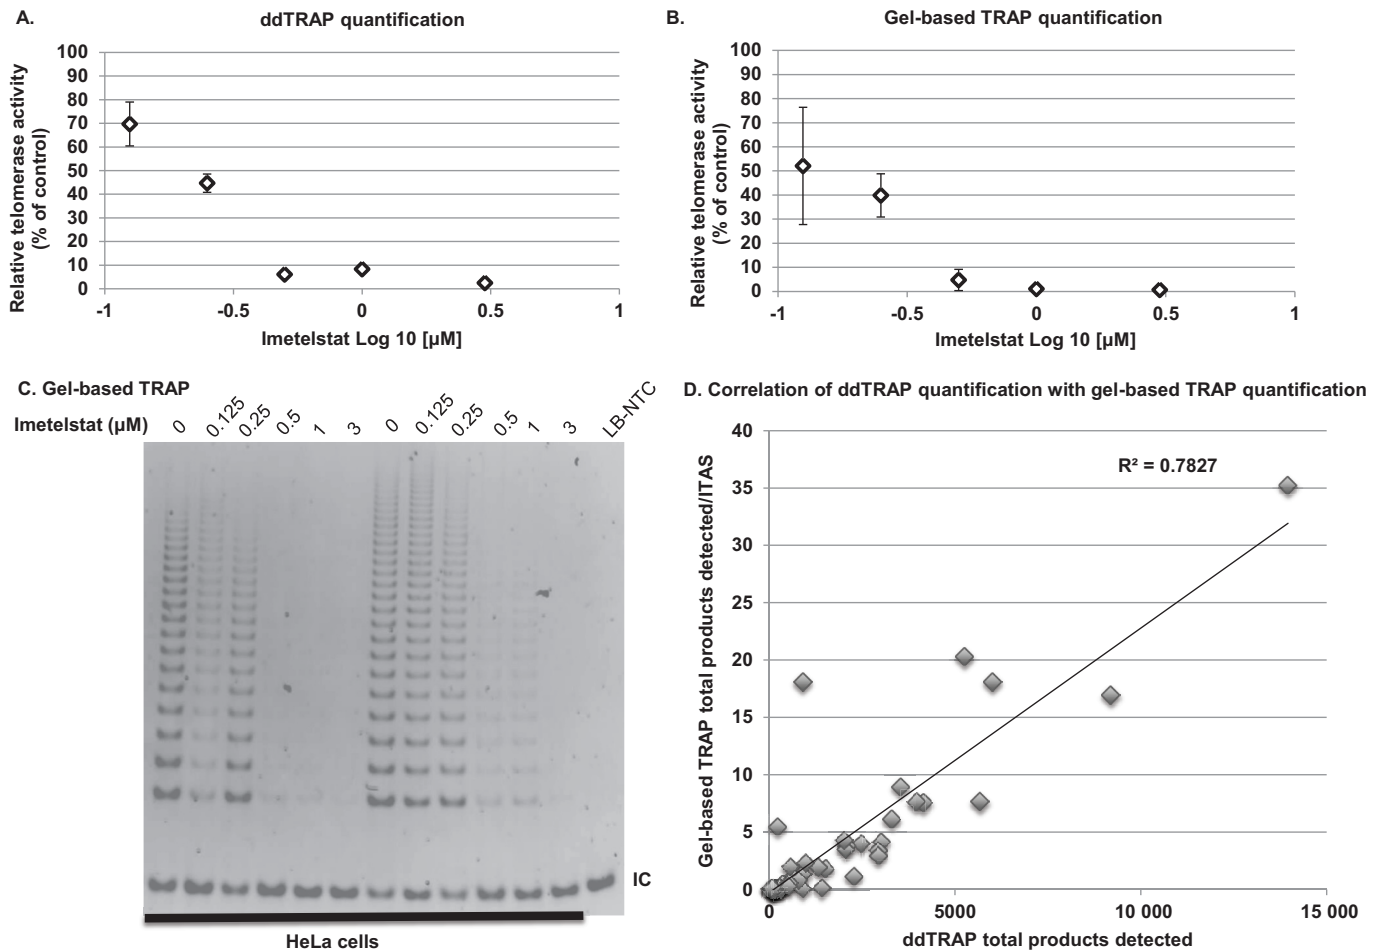 A.
ddTRAP quantification
Relative telomerase activity
(% of control)
100
90
80
70
60
50
40
30
20
10
0
-1
-0.5
0
0.5
1
Imetelstat Log 10 [µM]
B.
Gel-based TRAP quantification
Relative telomerase activity
(% of control)
100
90
80
70
60
50
40
30
20
10
0
-1
-0.5
0
0.5
1
Imetelstat Log 10 [µM]
C. Gel-based TRAP
Imetelstat (µM)
0 0.125 0.25 0.5 1 3 0 0.125 0.25 0.5 1 3 LB-NTC
IC
HeLa cells
D. Correlation of ddTRAP quantification with gel-based TRAP quantification
Gel-based TRAP total products detected/ITAS
40
35
30
25
20
15
10
5
0
R² = 0.7827
0
5000
10 000
15 000
ddTRAP total products detected